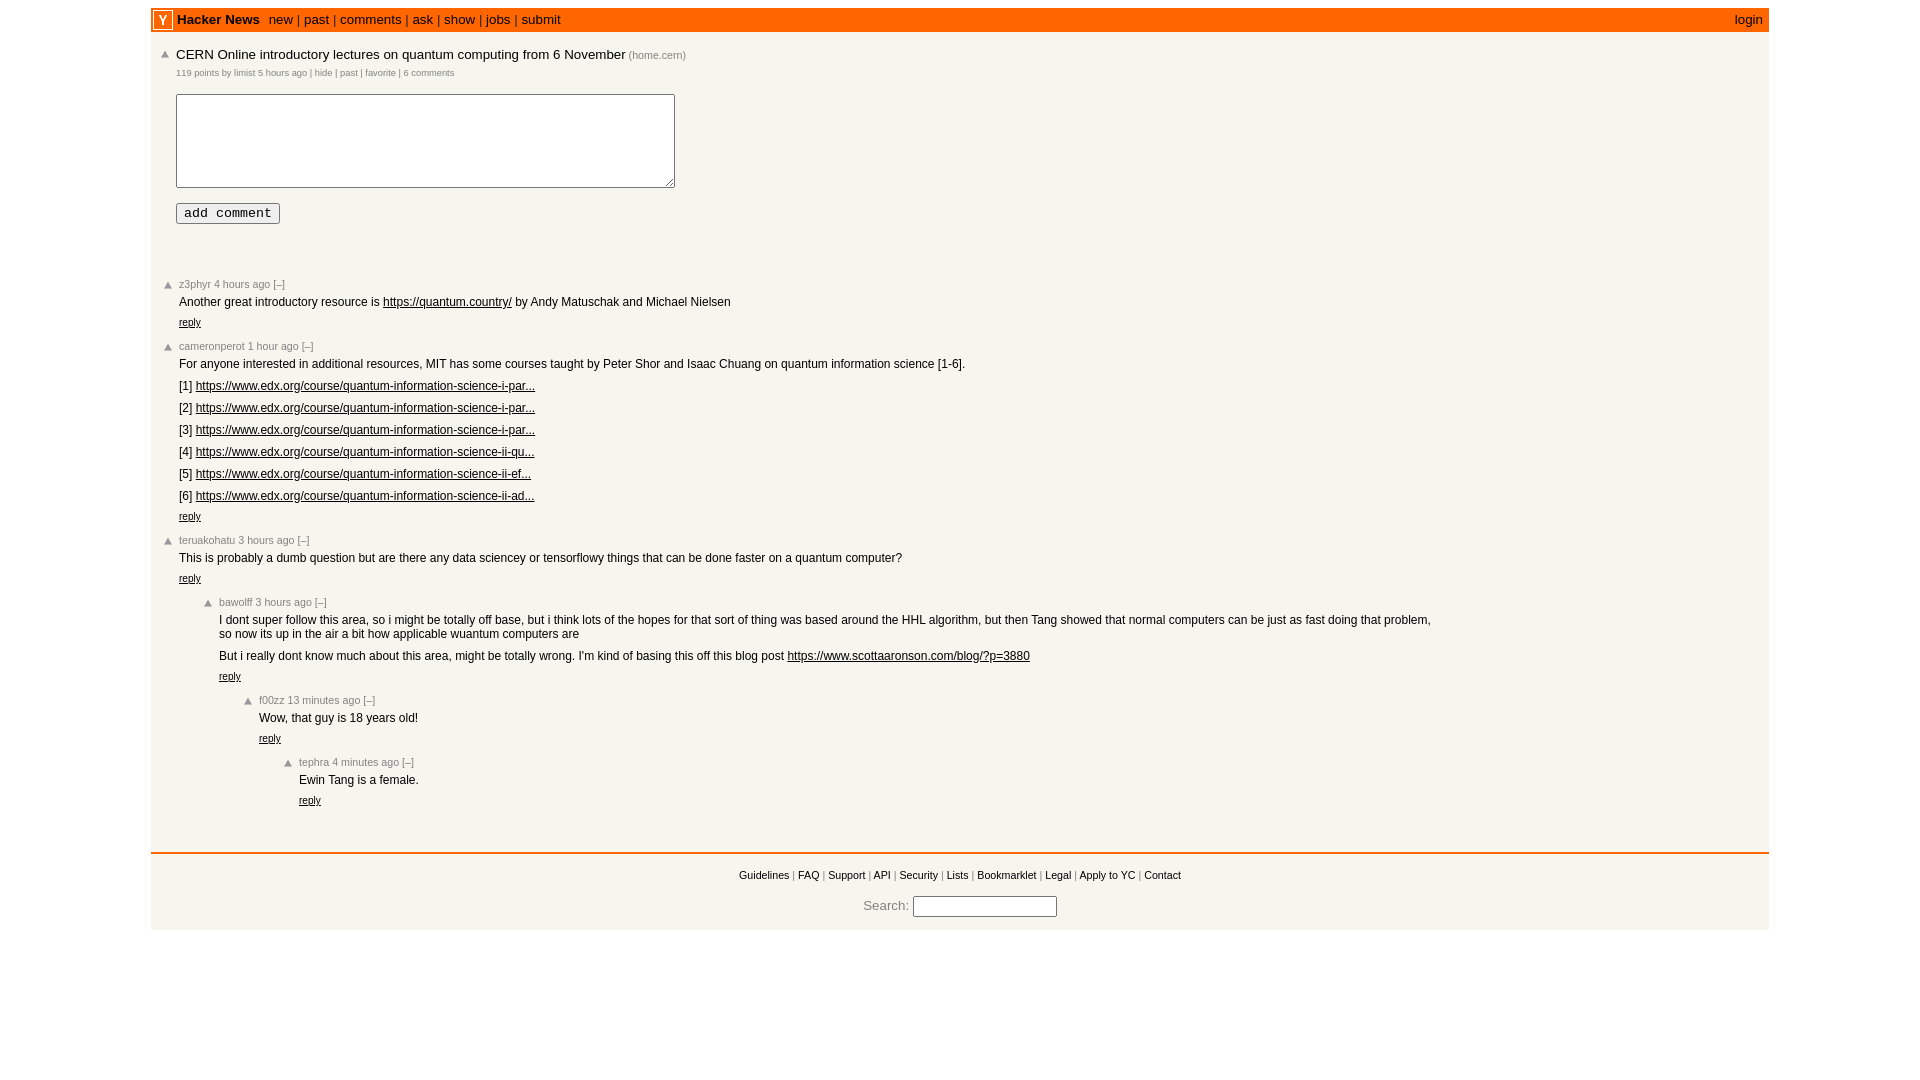 Y Hacker News new | past | comments | ask | show | jobs | submit login
CERN Online introductory lectures on quantum computing from 6 November (home.cern)
119 points by limist 5 hours ago | hide | past | favorite | 6 comments
add comment
z3phyr 4 hours ago [–]
Another great introductory resource is https://quantum.country/ by Andy Matuschak and Michael Nielsen
reply
cameronperot 1 hour ago [–]
For anyone interested in additional resources, MIT has some courses taught by Peter Shor and Isaac Chuang on quantum information science [1-6].
[1] https://www.edx.org/course/quantum-information-science-i-par...
[2] https://www.edx.org/course/quantum-information-science-i-par...
[3] https://www.edx.org/course/quantum-information-science-i-par...
[4] https://www.edx.org/course/quantum-information-science-ii-qu...
[5] https://www.edx.org/course/quantum-information-science-ii-ef...
[6] https://www.edx.org/course/quantum-information-science-ii-ad...
reply
teruakohatu 3 hours ago [–]
This is probably a dumb question but are there any data sciencey or tensorflowy things that can be done faster on a quantum computer?
reply
bawolff 3 hours ago [–]
I dont super follow this area, so i might be totally off base, but i think lots of the hopes for that sort of thing was based around the HHL algorithm, but then Tang showed that normal computers can be just as fast doing that problem,
so now its up in the air a bit how applicable wuantum computers are
But i really dont know much about this area, might be totally wrong. I'm kind of basing this off this blog post https://www.scottaaronson.com/blog/?p=3880
reply
f00zz 13 minutes ago [–]
Wow, that guy is 18 years old!
reply
tephra 4 minutes ago [–]
Ewin Tang is a female.
reply
Guidelines | FAQ | Support | API | Security | Lists | Bookmarklet | Legal | Apply to YC | Contact
Search: